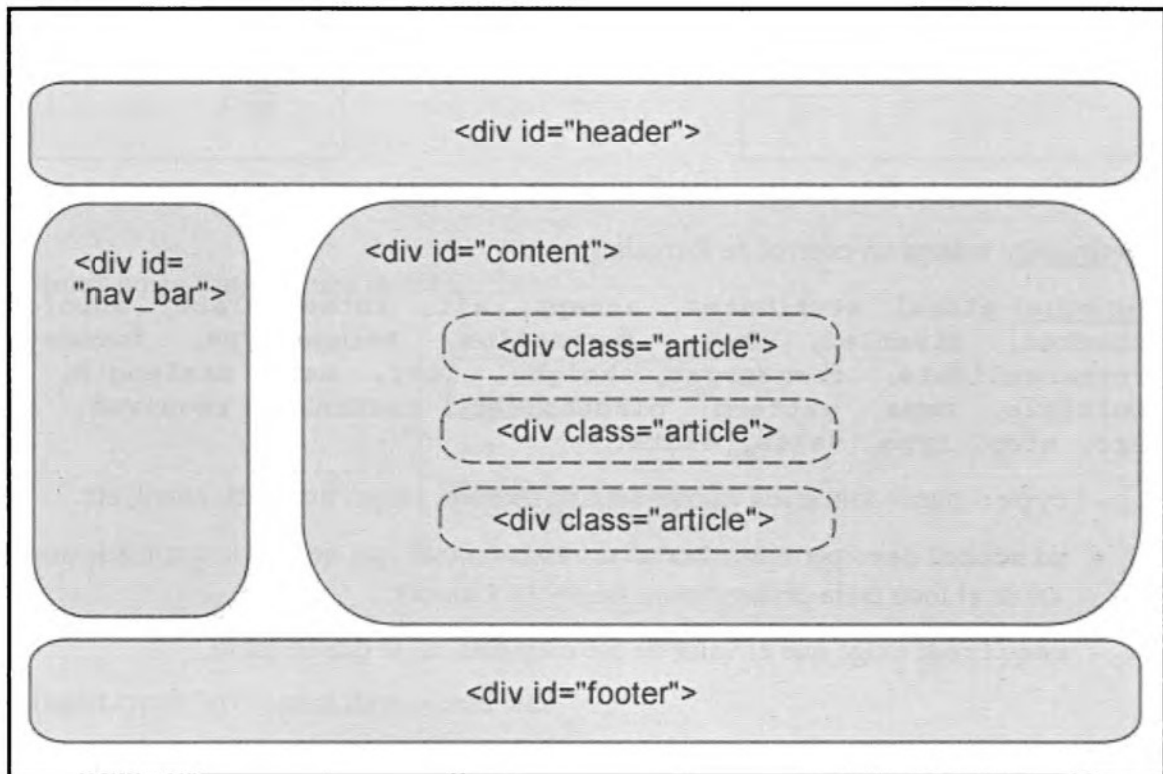 <div id="header">
<div id=
"nav_bar">
<div id="content">
<div class="article">
<div class="article">
<div class="article">
<div id="footer">